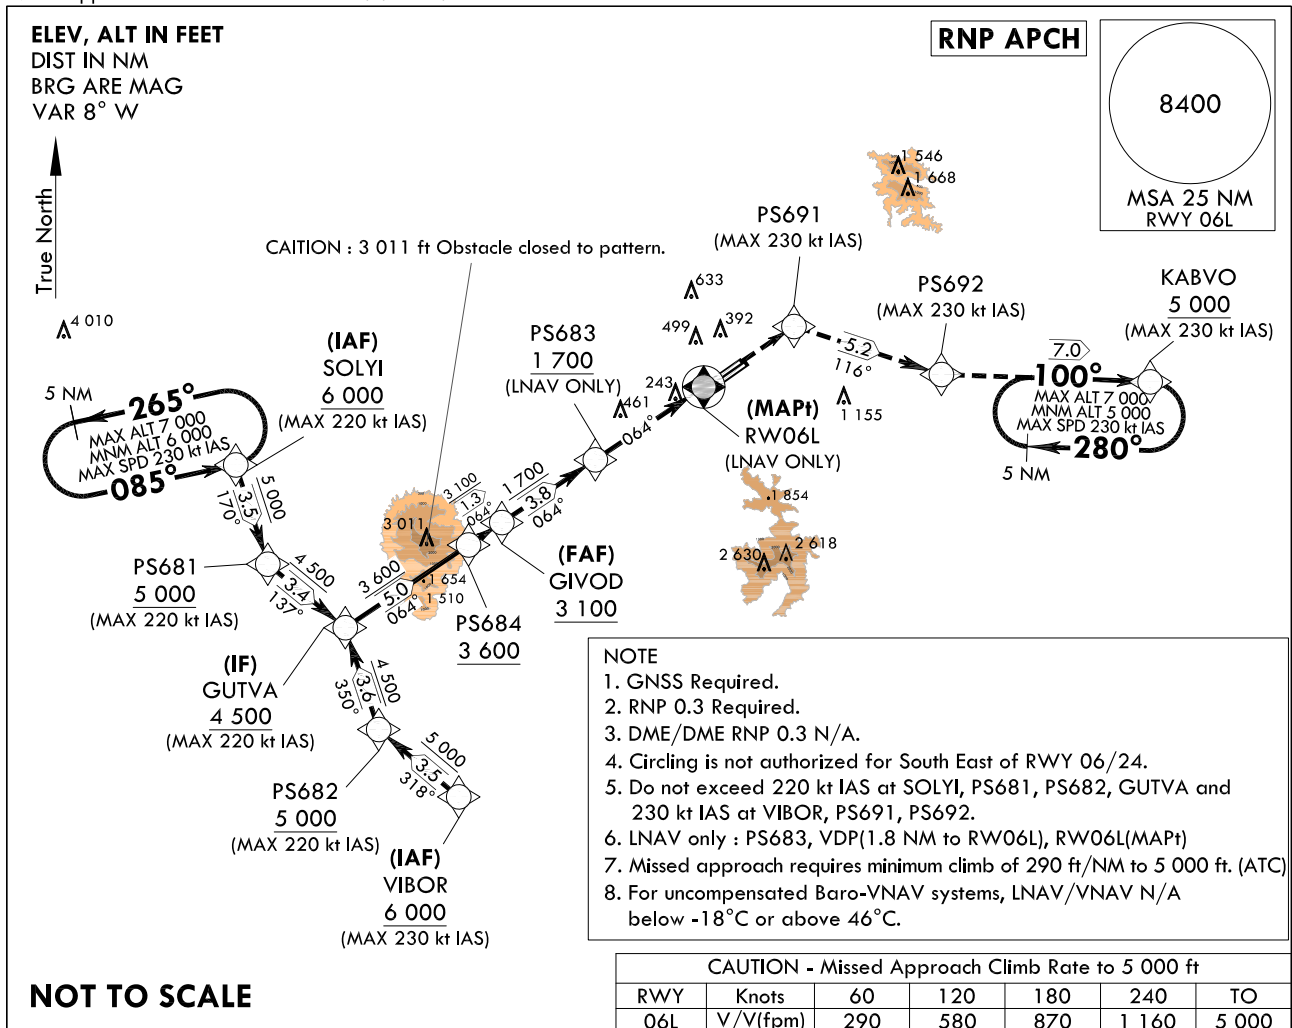 ELEV, ALT IN FEET
DIST IN NM
BRG ARE MAG
VAR 8° W
True North
RNP APCH
8400
MSA 25 NM
RWY 06L
1 546
1 668
CAITION : 3 011 ft Obstacle closed to pattern.
4 010
PS691
(MAX 230 kt IAS)
PS692
(MAX 230 kt IAS)
KABVO
5 000
(MAX 230 kt IAS)
633
499
392
243
461
1 155
5.2
116°
7.0
100°
MAX ALT 7 000
MNM ALT 5 000
MAX SPD 230 kt IAS
280°
5 NM
PS683
1 700
(LNAV ONLY)
(MAPt)
RW06L
(LNAV ONLY)
064°
(IAF)
SOLYI
6 000
(MAX 220 kt IAS)
5 NM
265°
MAX ALT 7 000
MNM ALT 6 000
MAX SPD 230 kt IAS
085°
5 000
3.5
170°
PS681
5 000
(MAX 220 kt IAS)
4 500
3.4
137°
3 011
1 654
1 510
3 600
5.0
064°
3 100
1.3
064°
1 700
3.8
064°
(FAF)
GIVOD
3 100
PS684
3 600
1 854
2 630
2 618
(IF)
GUTVA
4 500
(MAX 220 kt IAS)
4 500
3.6
350°
PS682
5 000
(MAX 220 kt IAS)
5 000
3.5
318°
(IAF)
VIBOR
6 000
(MAX 230 kt IAS)
NOTE
1. GNSS Required.
2. RNP 0.3 Required.
3. DME/DME RNP 0.3 N/A.
4. Circling is not authorized for South East of RWY 06/24.
5. Do not exceed 220 kt IAS at SOLYI, PS681, PS682, GUTVA and
230 kt IAS at VIBOR, PS691, PS692.
6. LNAV only : PS683, VDP(1.8 NM to RW06L), RW06L(MAPt)
7. Missed approach requires minimum climb of 290 ft/NM to 5 000 ft. (ATC)
8. For uncompensated Baro-VNAV systems, LNAV/VNAV N/A
below -18°C or above 46°C.
NOT TO SCALE
CAUTION - Missed Approach Climb Rate to 5 000 ft
RWY Knots 60 120 180 240 TO
06L V/V(fpm) 290 580 870 1 160 5 000